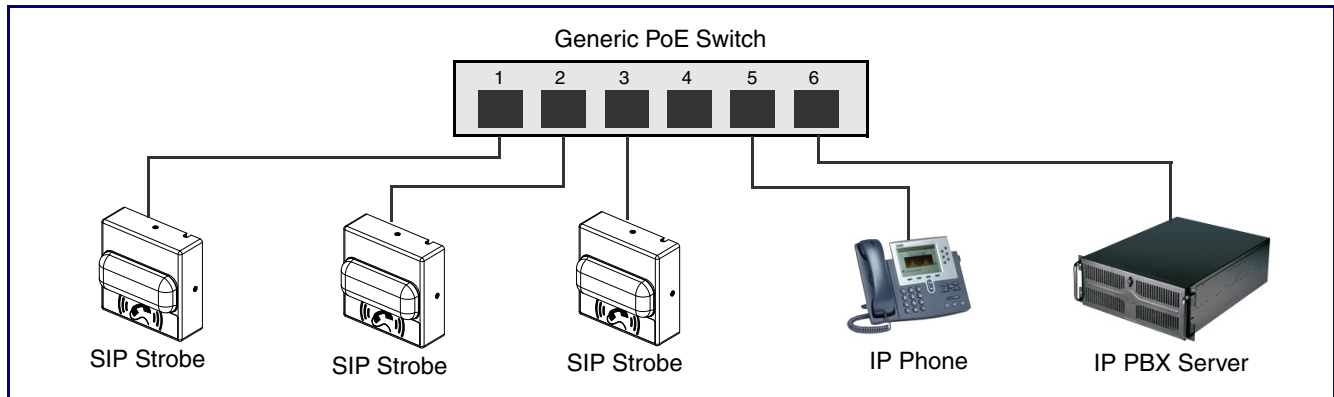 Generic PoE Switch
1 2 3 4 5 6
SIP Strobe
SIP Strobe
SIP Strobe
IP Phone
IP PBX Server